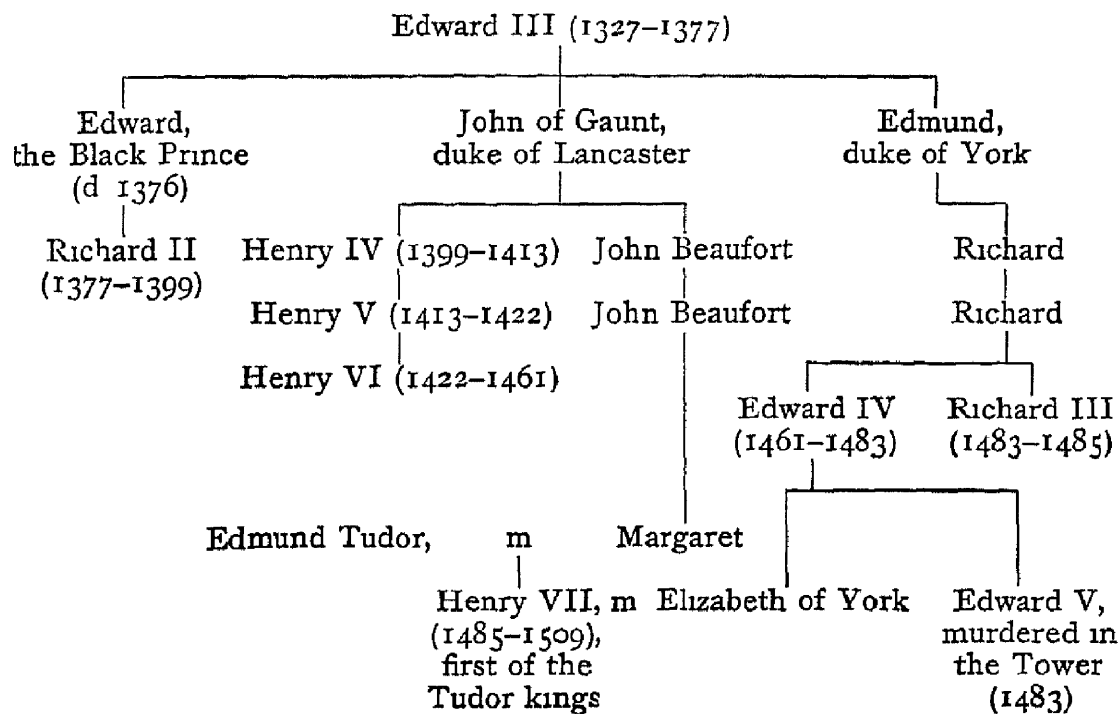 Edward III (1327–1377)
Edward, John of Gaunt, Edmund,
the Black Prince duke of Lancaster duke of York
(d 1376)
Richard II Henry IV (1399–1413) John Beaufort Richard
(1377–1399)
Henry V (1413–1422) John Beaufort Richard
Henry VI (1422–1461)
Edward IV Richard III
(1461–1483) (1483–1485)
Edmund Tudor, m Margaret
Henry VII, m Elizabeth of York Edward V,
(1485–1509), murdered in
first of the the Tower
Tudor kings (1483)